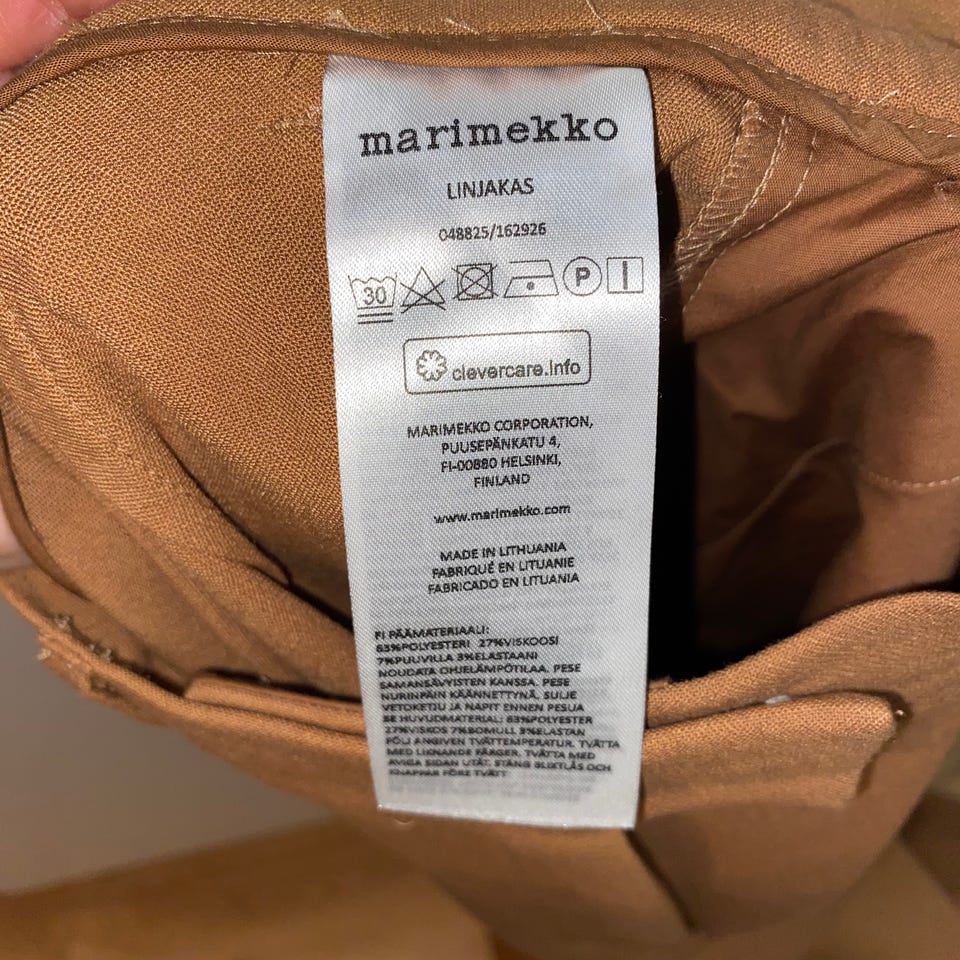 marimekko
LINJAKAS
048825/162926
30 P
clevercare.info
MARIMEKKO CORPORATION,
PUUSEPÄNKATU 4,
FI-00880 HELSINKI,
FINLAND
www.marimekko.com
MADE IN LITHUANIA
FABRIQUÉ EN LITUANIE
FABRICADO EN LITUANIA
FI PÄÄMATERIAALI:
63%POLYESTERI 27%VISKOOSI
7%PUUVILLA 3%ELASTAANI
NOUDATA OHJELÄMPÖTILAA. PESE
SAMANSÄVYISTEN KANSSA. PESE
NURINPÄIN KÄÄNNETTYNÄ. SULJE
VETOKETJU JA NAPIT ENNEN PESUA
SE HUVUDMATERIAL: 63%POLYESTER
27%VISKOS 7%BOMULL 3%ELASTAN
FÖLJ ANGIVEN TVÄTTEMPERATUR. TVÄTTA
MED LIKNANDE FÄRGER. TVÄTTA MED
AVIGA SIDAN UTÅT. STÄNG BLIXTLÅS OCH
KNAPPAR FÖRE TVÄTT